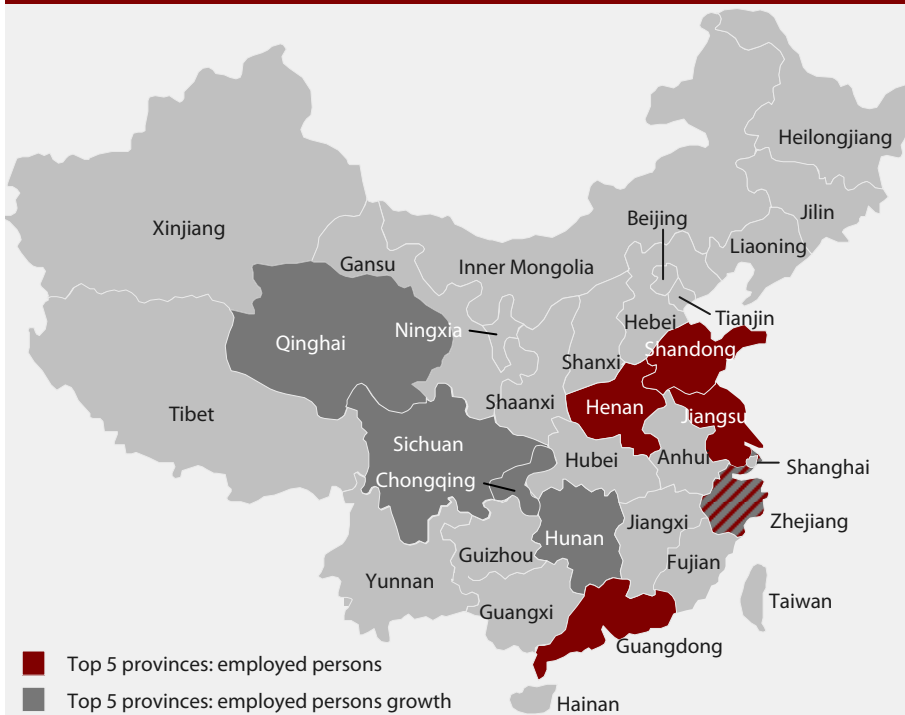 Heilongjiang
Jilin
Beijing
Liaoning
Xinjiang
Gansu
Inner Mongolia
Tianjin
Hebei
Ningxia
Qinghai
Shandong
Shanxi
Shaanxi
Henan
Jiangsu
Tibet
Sichuan
Hubei
Anhui
Shanghai
Chongqing
Zhejiang
Jiangxi
Hunan
Guizhou
Fujian
Yunnan
Taiwan
Guangxi
Guangdong
Top 5 provinces: employed persons
Top 5 provinces: employed persons growth
Hainan